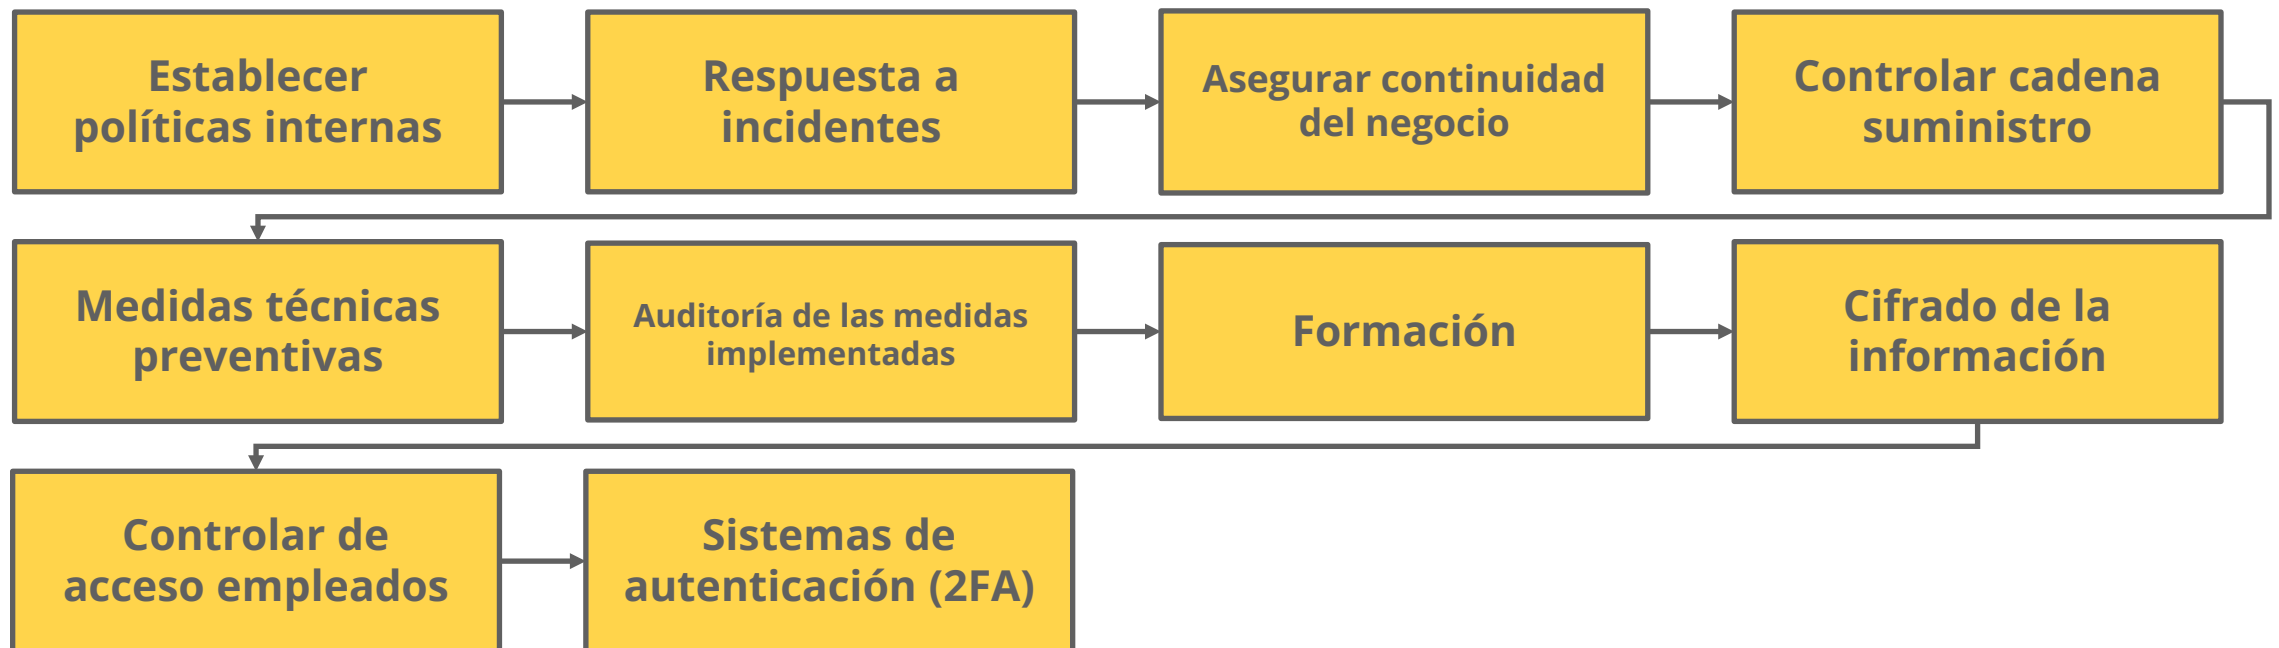 Establecer
políticas internas
Respuesta a
incidentes
Asegurar continuidad
del negocio
Controlar cadena
suministro
Medidas técnicas
preventivas
Auditoría de las medidas
implementadas
Formación
Cifrado de la
información
Controlar de
acceso empleados
Sistemas de
autenticación (2FA)